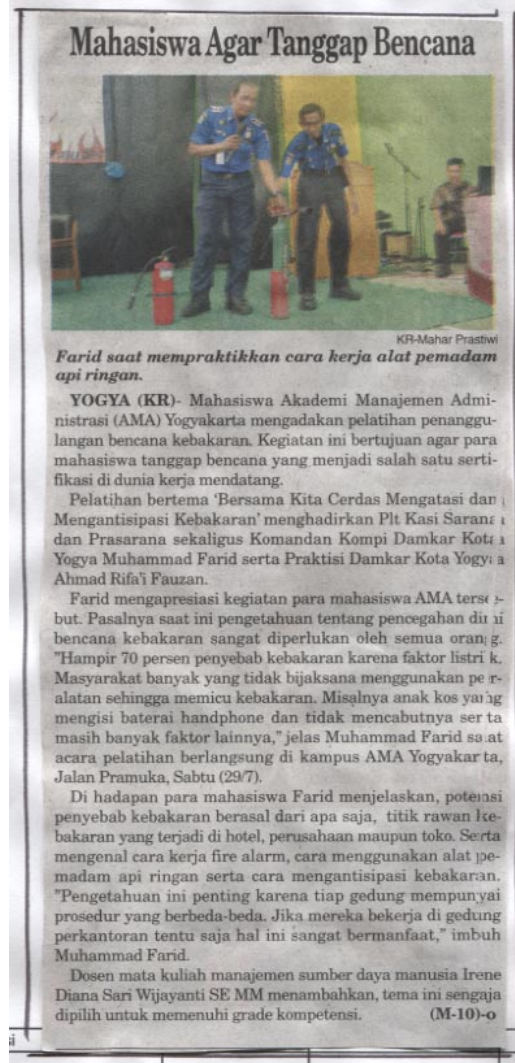 Mahasiswa Agar Tanggap Bencana
KR-Mahar Prastiwi
Farid saat mempraktikkan cara kerja alat pemadam
api ringan.
YOGYA (KR)- Mahasiswa Akademi Manajemen Admi-
nistrasi (AMA) Yogyakarta mengadakan pelatihan penanggu-
langan bencana kebakaran. Kegiatan ini bertujuan agar para
mahasiswa tanggap bencana yang menjadi salah satu serti-
fikasi di dunia kerja mendatang.
Pelatihan bertema 'Bersama Kita Cerdas Mengatasi dan
Mengantisipasi Kebakaran' menghadirkan Plt Kasi Sarana
dan Prasarana sekaligus Komandan Kompi Damkar Kota
Yogya Muhammad Farid serta Praktisi Damkar Kota Yogya
Ahmad Rifa'i Fauzan.
Farid mengapresiasi kegiatan para mahasiswa AMA terse-
but. Pasalnya saat ini pengetahuan tentang pencegahan dini
bencana kebakaran sangat diperlukan oleh semua orang.
"Hampir 70 persen penyebab kebakaran karena faktor listrik.
Masyarakat banyak yang tidak bijaksana menggunakan per-
alatan sehingga memicu kebakaran. Misalnya anak kos yang
mengisi baterai handphone dan tidak mencabutnya serta
masih banyak faktor lainnya," jelas Muhammad Farid saat
acara pelatihan berlangsung di kampus AMA Yogyakarta,
Jalan Pramuka, Sabtu (29/7).
Di hadapan para mahasiswa Farid menjelaskan, potensi
penyebab kebakaran berasal dari apa saja, titik rawan ke-
bakaran yang terjadi di hotel, perusahaan maupun toko. Serta
mengenal cara kerja fire alarm, cara menggunakan alat pe-
madam api ringan serta cara mengantisipasi kebakaran.
"Pengetahuan ini penting karena tiap gedung mempunyai
prosedur yang berbeda-beda. Jika mereka bekerja di gedung
perkantoran tentu saja hal ini sangat bermanfaat," imbuh
Muhammad Farid.
Dosen mata kuliah manajemen sumber daya manusia Irene
Diana Sari Wijayanti SE MM menambahkan, tema ini sengaja
dipilih untuk memenuhi grade kompetensi. (M-10)-o